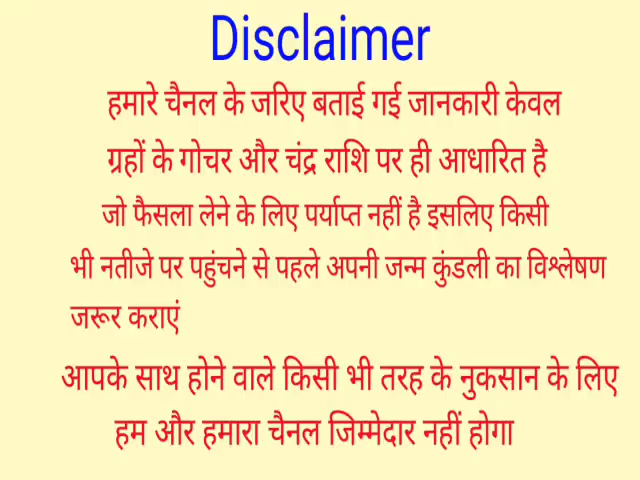 Disclaimer
हमारे चैनल के जरिए बताई गई जानकारी केवल
ग्रहों के गोचर और चंद्र राशि पर ही आधारित है
जो फैसला लेने के लिए पर्याप्त नहीं है इसलिए किसी
भी नतीजे पर पहुंचने से पहले अपनी जन्म कुंडली का विश्लेषण
जरूर कराएं
आपके साथ होने वाले किसी भी तरह के नुकसान के लिए
हम और हमारा चैनल जिम्मेदार नहीं होगा